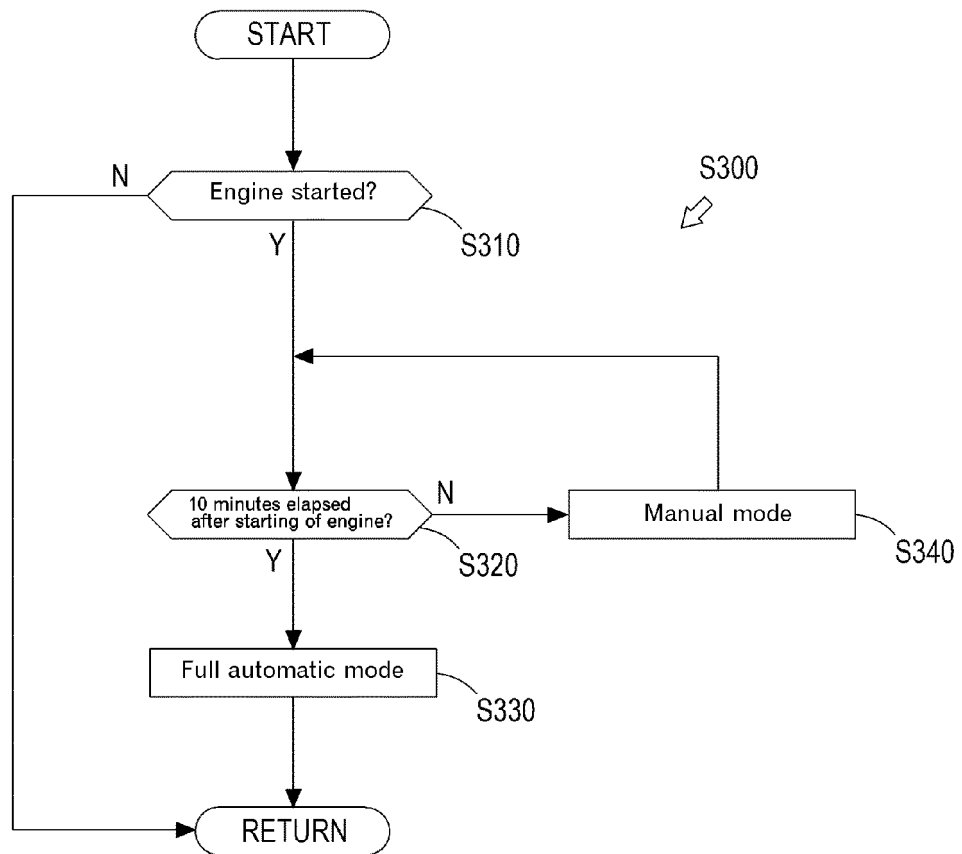 START
S300
N
Engine started?
S310
Y
10 minutes elapsed
after starting of engine?
N
Manual mode
S320
S340
Y
Full automatic mode
S330
RETURN